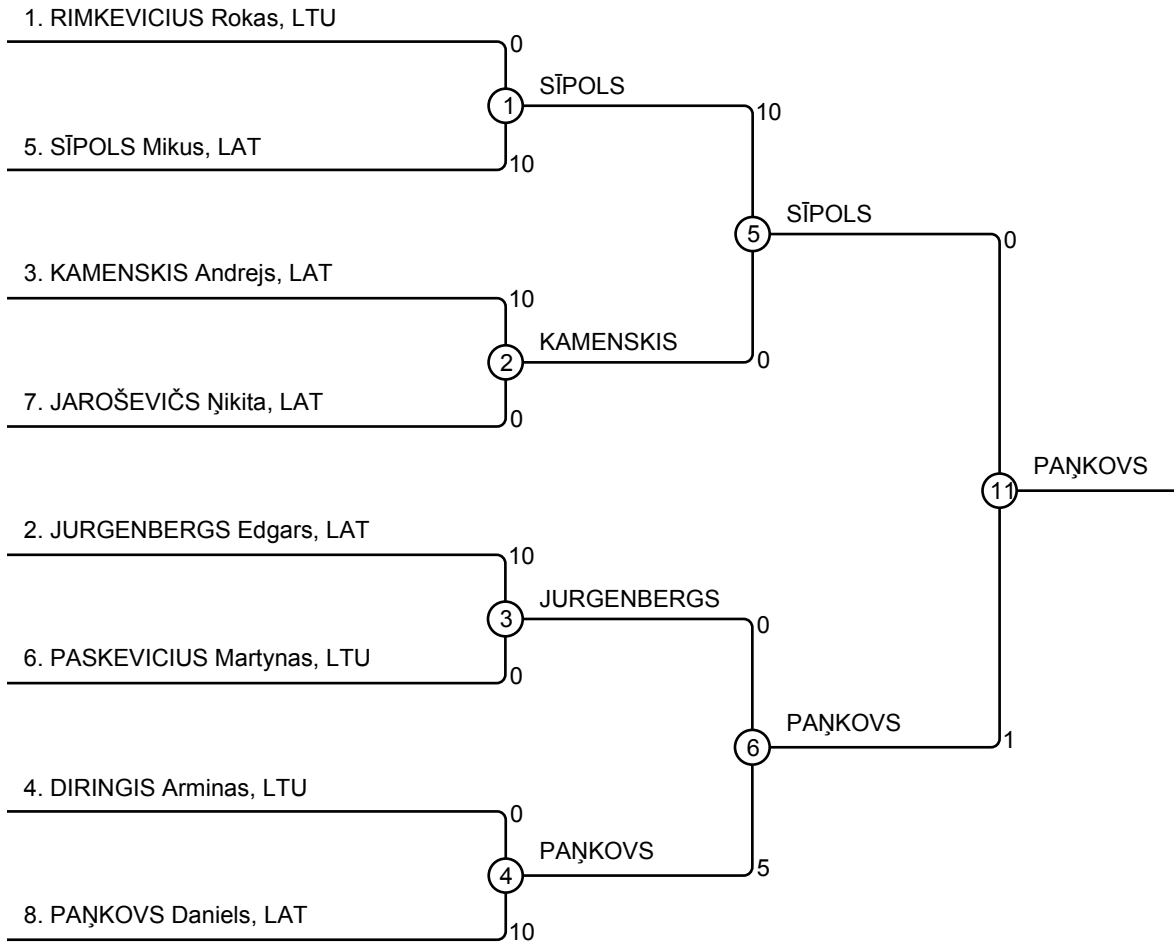 1. RIMKEVICIUS Rokas, LTU
0
1
SĪPOLS
10
5. SĪPOLS Mikus, LAT
10
5
SĪPOLS
0
3. KAMENSKIS Andrejs, LAT
10
2
KAMENSKIS
0
7. JAROŠEVIČS Ņikita, LAT
0
11
PAŅKOVS
2. JURGENBERGS Edgars, LAT
10
3
JURGENBERGS
0
6. PASKEVICIUS Martynas, LTU
0
6
PAŅKOVS
1
4. DIRINGIS Arminas, LTU
0
4
PAŅKOVS
5
8. PAŅKOVS Daniels, LAT
10